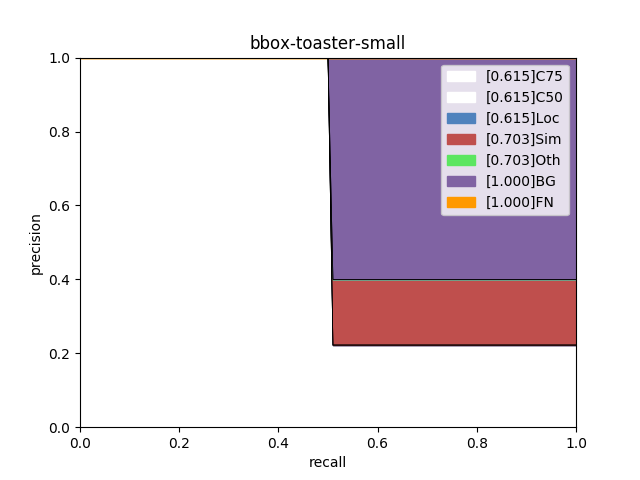 bbox-toaster-small
1.0
[0.615]C75
[0.615]C50
0.8
[0.615]Loc
[0.703]Sim
[0.703]Oth
[1.000]BG
[1.000]FN
0.6
precision
0.4
0.2
0.0
0.0 0.2 0.4 0.6 0.8 1.0
recall